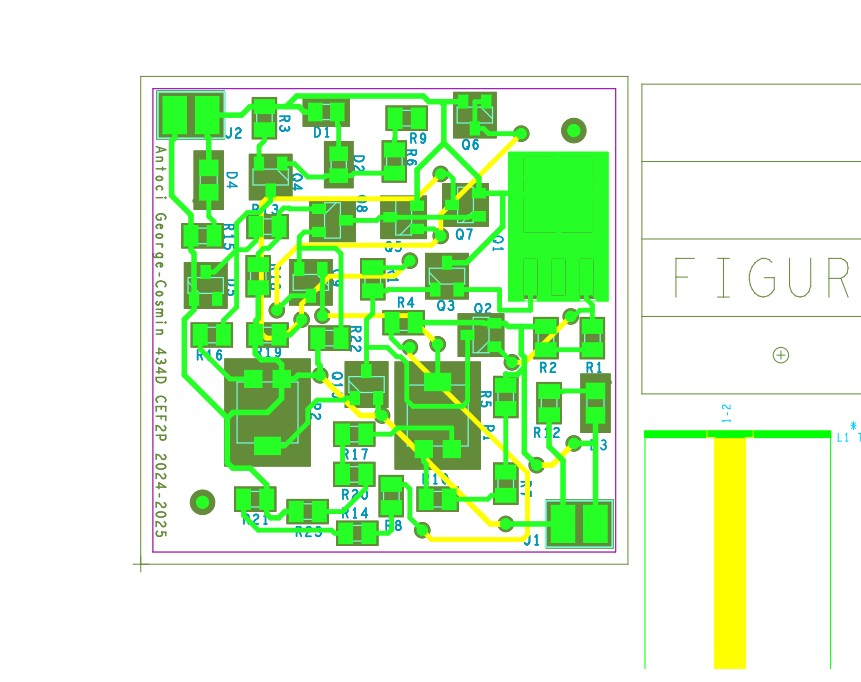 J2
R3
D1
R9
Q6
D2
R6
D4
Q4
Q8
Q7
R15
Q5
Q1
Q3
R4
Q2
R16
R19
R22
R2
R1
R5
R12
R17
R20
R14
R21
R8
J1
Antoci George-Cosmin 434D CEF2P 2024-2025
FIGUR
1-2
*
L1 T